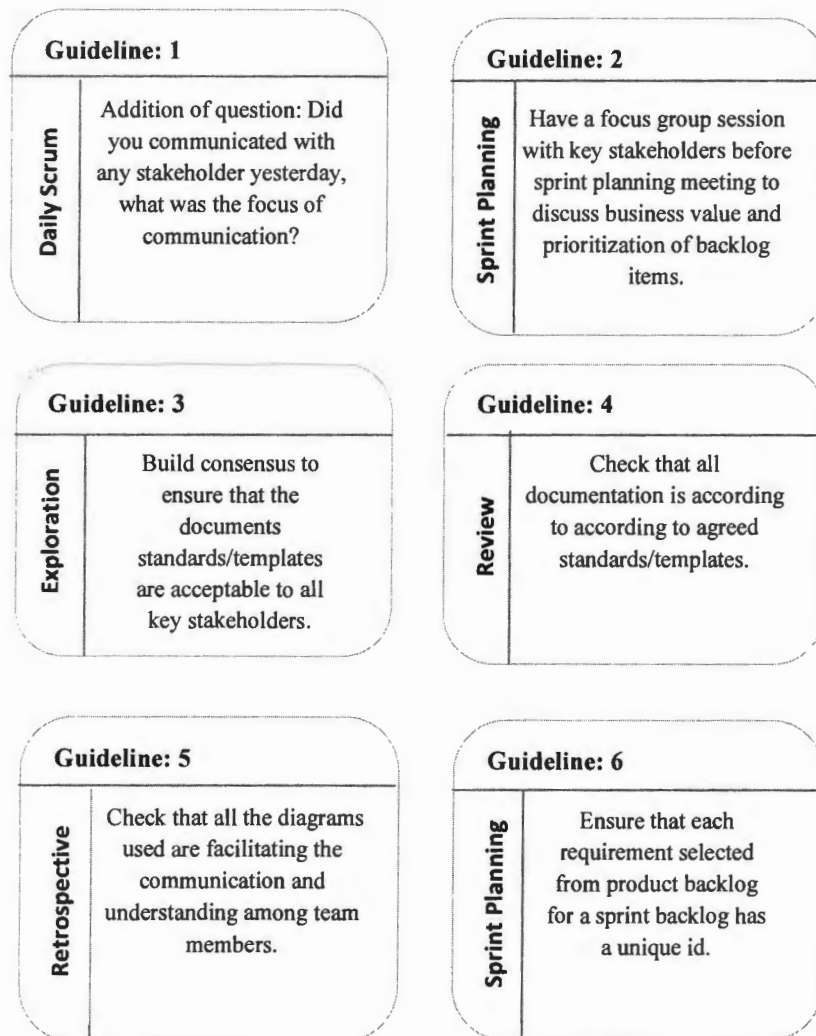 Guideline: 1
Daily Scrum
Addition of question: Did
you communicated with
any stakeholder yesterday,
what was the focus of
communication?
Guideline: 2
Sprint Planning
Have a focus group session
with key stakeholders before
sprint planning meeting to
discuss business value and
prioritization of backlog
items.
Guideline: 3
Exploration
Build consensus to
ensure that the
documents
standards/templates
are acceptable to all
key stakeholders.
Guideline: 4
Review
Check that all
documentation is according
to according to agreed
standards/templates.
Guideline: 5
Retrospective
Check that all the diagrams
used are facilitating the
communication and
understanding among team
members.
Guideline: 6
Sprint Planning
Ensure that each
requirement selected
from product backlog
for a sprint backlog has
a unique id.